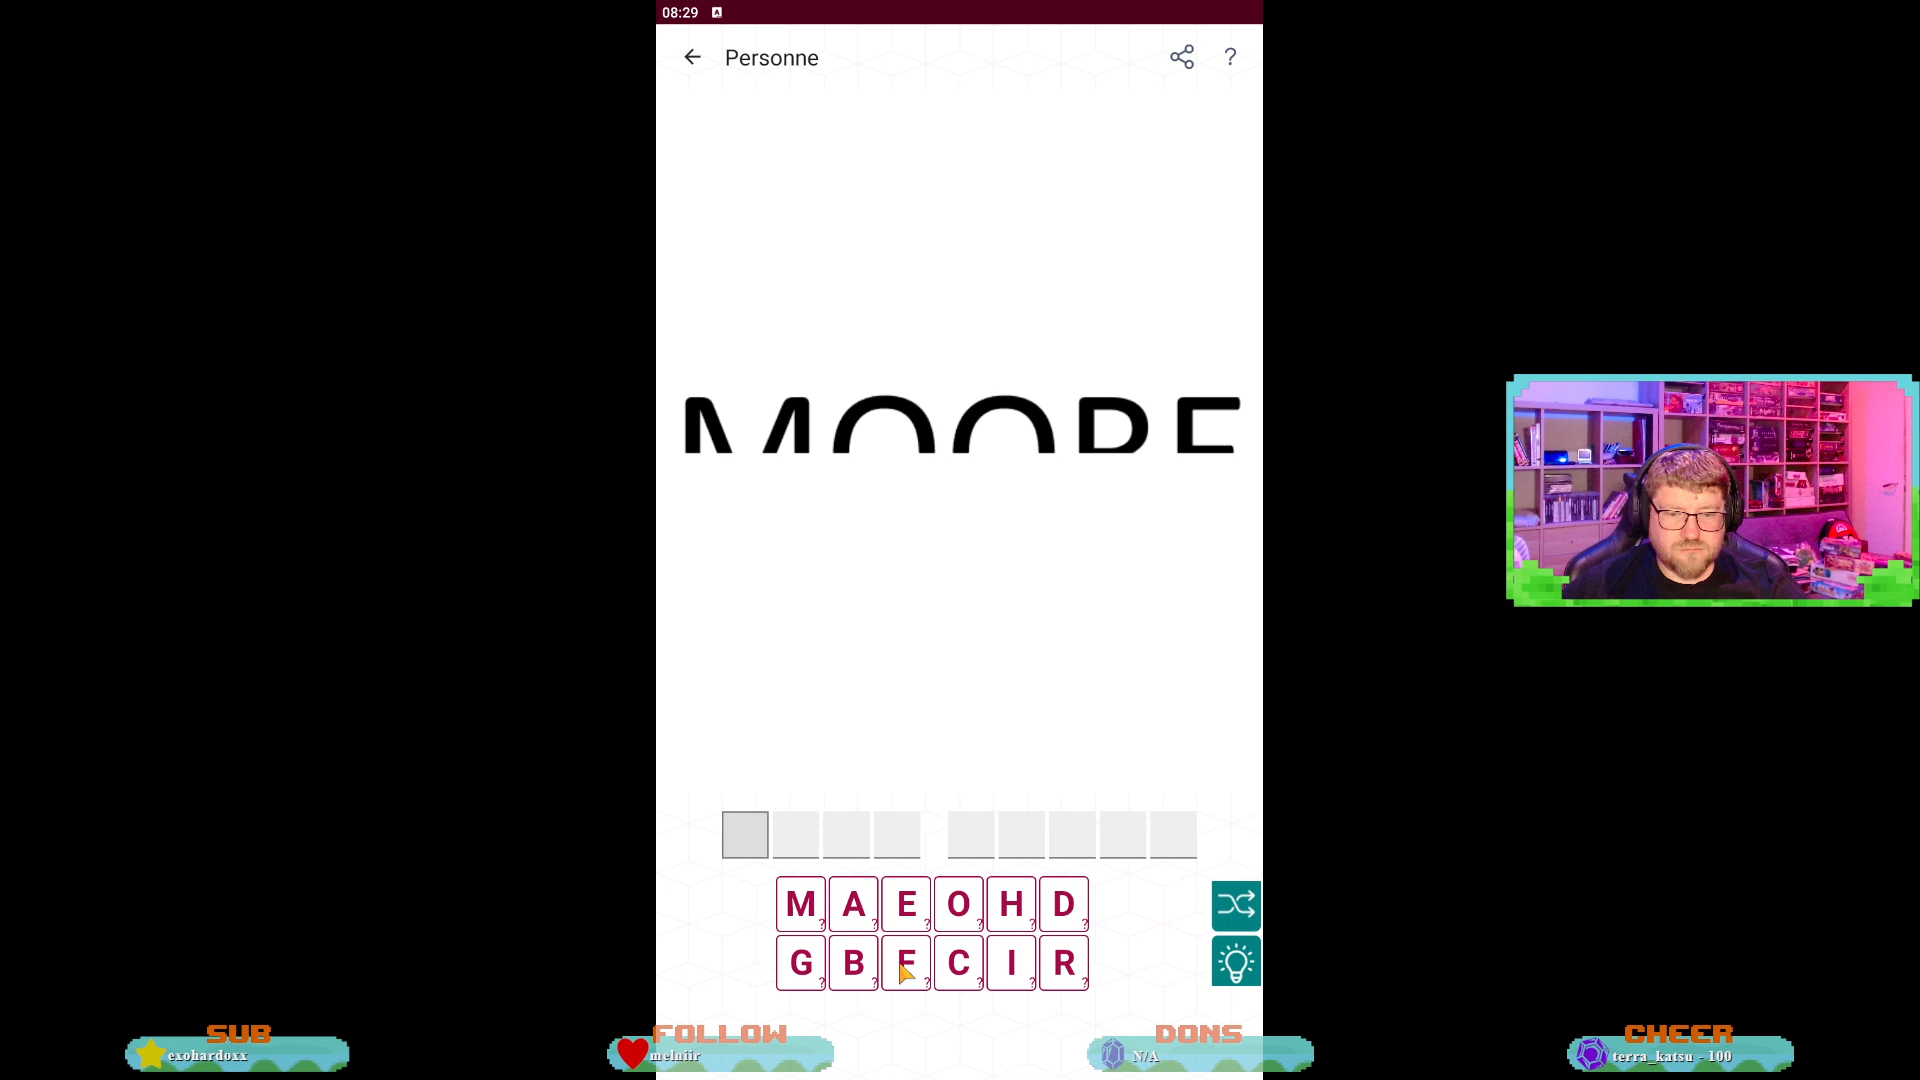 08:29 A
Personne ?
MOORE
M? A? E? O? H? D?
G? B? E? C? I? R?
SUB
exohardoxx
FOLLOW
melniir
DONS
N/A
CHEER
terra_katsu - 100